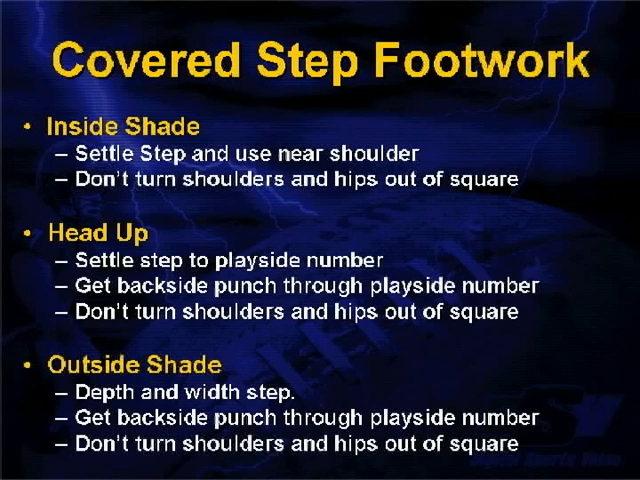 Covered Step Footwork
• Inside Shade
– Settle Step and use near shoulder
– Don't turn shoulders and hips out of square
• Head Up
– Settle step to playside number
– Get backside punch through playside number
– Don't turn shoulders and hips out of square
• Outside Shade
– Depth and width step.
– Get backside punch through playside number
– Don't turn shoulders and hips out of square